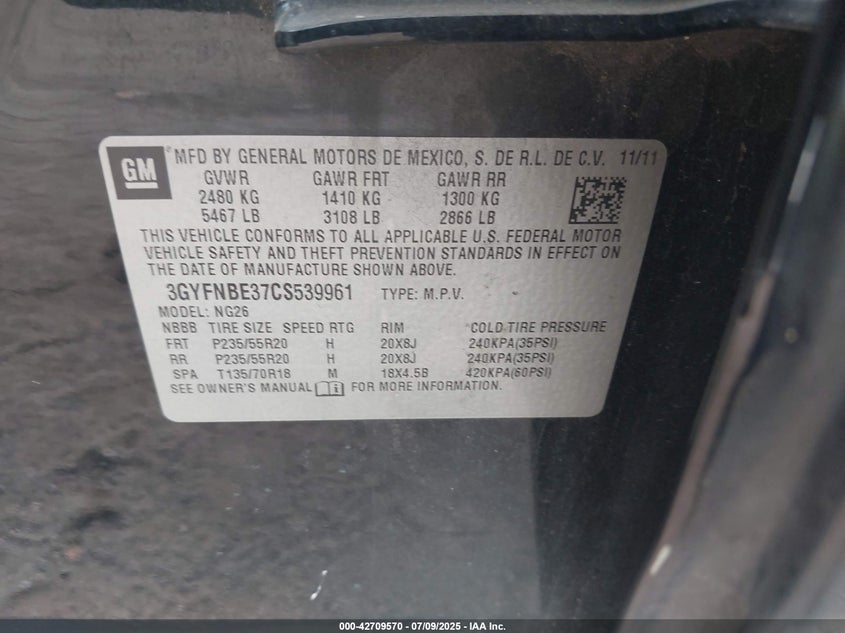 GM ® MFD BY GENERAL MOTORS DE MEXICO, S. DE R.L. DE C.V. 11/11
GVWR GAWR FRT GAWR RR
2480 KG 1410 KG 1300 KG
5467 LB 3108 LB 2866 LB
THIS VEHICLE CONFORMS TO ALL APPLICABLE U.S. FEDERAL MOTOR
VEHICLE SAFETY AND THEFT PREVENTION STANDARDS IN EFFECT ON
THE DATE OF MANUFACTURE SHOWN ABOVE.
3GYFNBE37CS539961 TYPE: M.P.V.
MODEL: NG26
NBBB TIRE SIZE SPEED RTG RIM COLD TIRE PRESSURE
FRT P235/55R20 H 20X8J 240KPA(35PSI)
RR P235/55R20 H 20X8J 240KPA(35PSI)
SPA T135/70R18 M 18X4.5B 420KPA(60PSI)
SEE OWNER'S MANUAL i FOR MORE INFORMATION.
000-42709570 - 07/09/2025 - IAA Inc.